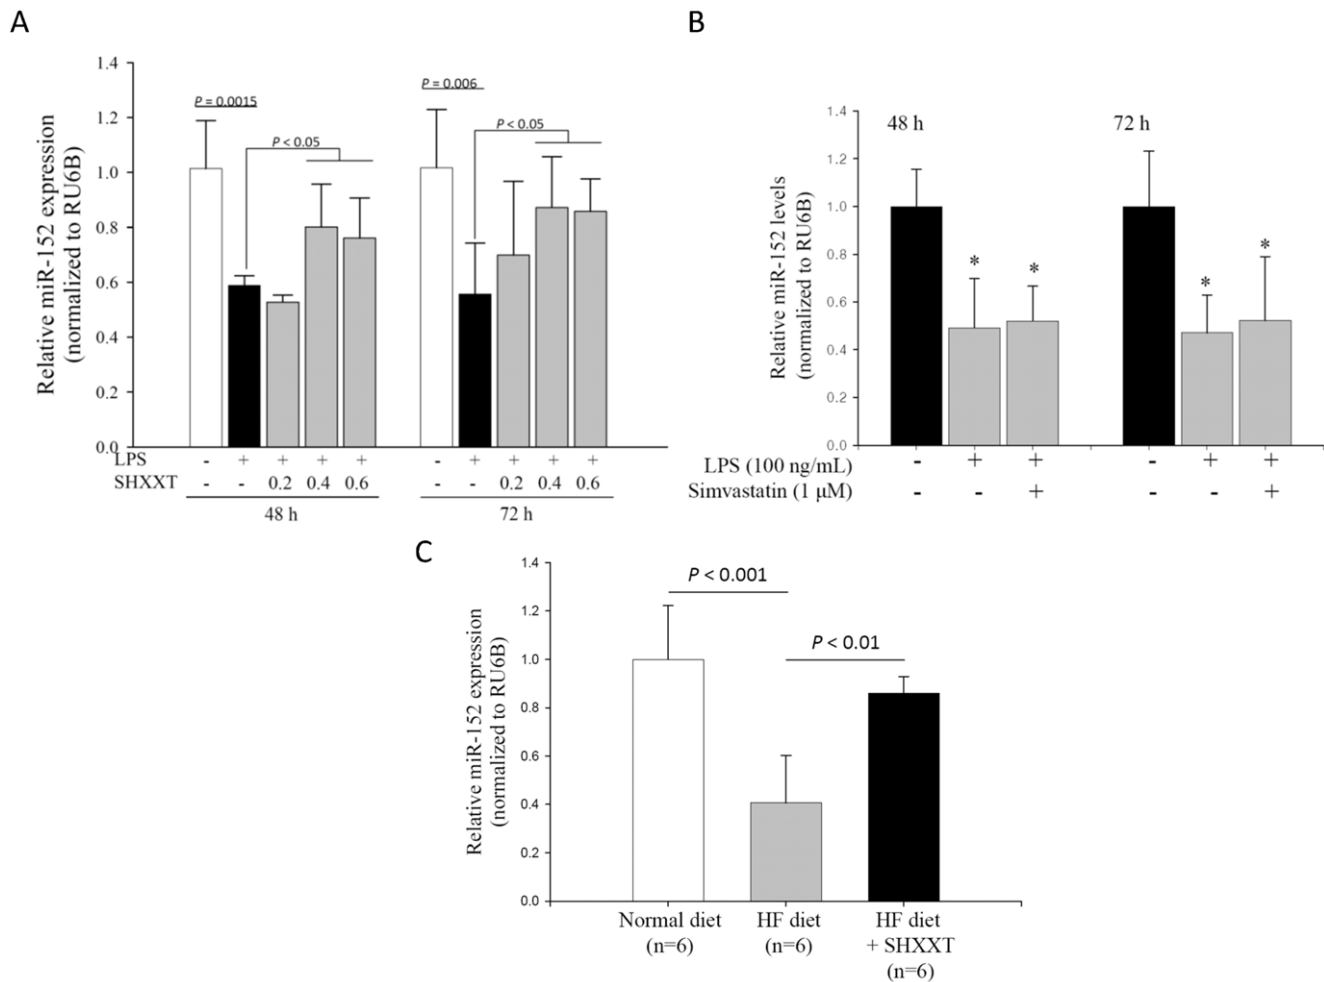 A
Relative miR-152 expression
(normalized to RU6B)
1.4
1.2
1.0
0.8
0.6
0.4
0.2
0.0
P = 0.0015
P < 0.05
P = 0.006
P < 0.05
LPS - + + + + - + + + +
SHXXT - - 0.2 0.4 0.6 - - 0.2 0.4 0.6
48 h 72 h
B
Relative miR-152 levels
(normalized to RU6B)
1.4
1.2
1.0
0.8
0.6
0.4
0.2
0.0
48 h 72 h
* * * *
LPS (100 ng/mL) - + + - + +
Simvastatin (1 μM) - - + - - +
C
Relative miR-152 expression
(normalized to RU6B)
1.4
1.2
1.0
0.8
0.6
0.4
0.2
0.0
P < 0.001
P < 0.01
Normal diet
(n=6)
HF diet
(n=6)
HF diet
+ SHXXT
(n=6)